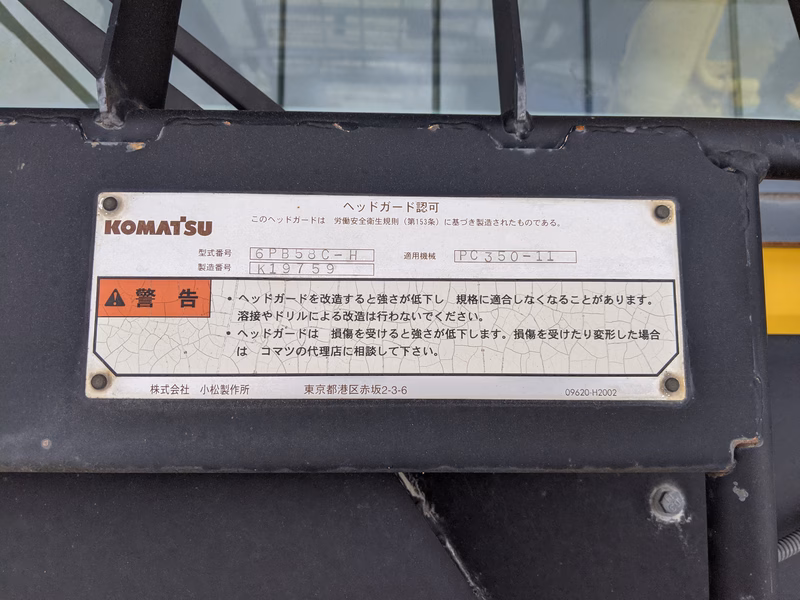 ヘッドガード認可
KOMATSU
このヘッドガードは 労働安全衛生規則(第153条)に基づき製造されたものである。
型式番号 6PB58C-H 適用機械 PC350-11
製造番号 K19759
警告
・ヘッドガードを改造すると強さが低下し 規格に適合しなくなることがあります。
溶接やドリルによる改造は行わないでください。
・ヘッドガードは 損傷を受けると強さが低下します。損傷を受けたり変形した場合
は コマツの代理店に相談して下さい。
株式会社 小松製作所 東京都港区赤坂2-3-6 09620-H2002